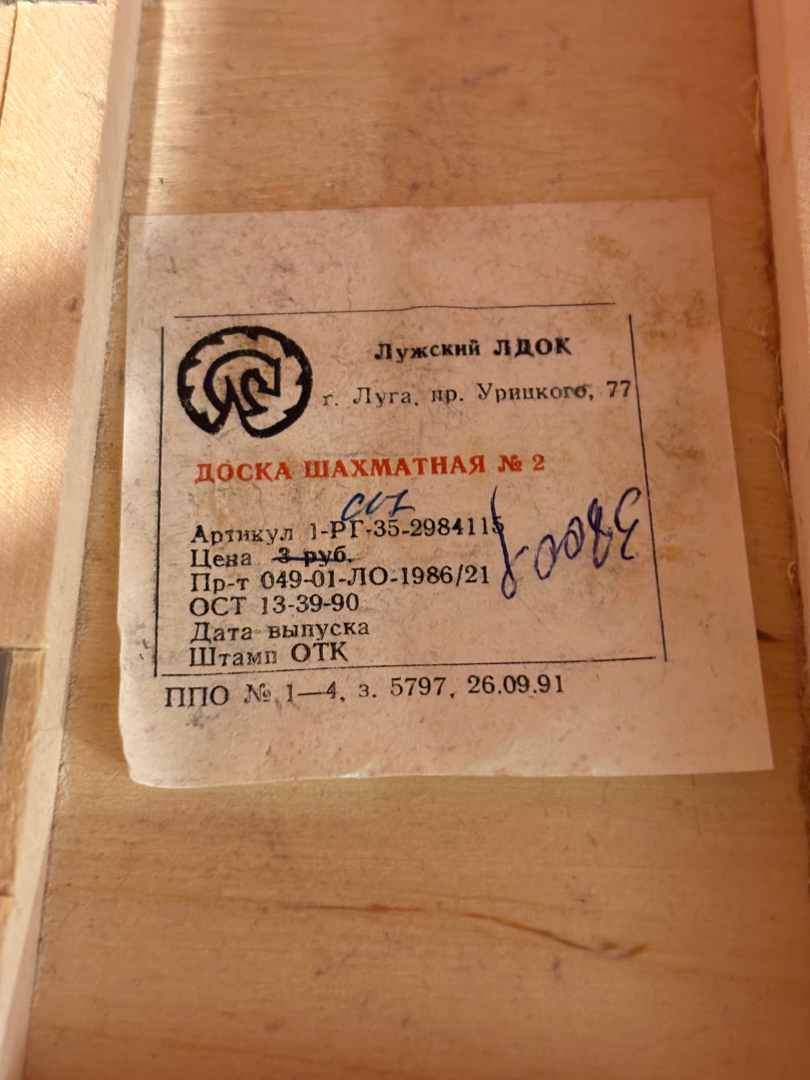 Лужский ЛДОК
г. Луга, пр. Урицкого, 77
ДОСКА ШАХМАТНАЯ № 2
Артикул 1-РГ-35-2984115
Цена 3 руб.
Пр-т 049-01-ЛО-1986/21
ОСТ 13-39-90
Дата выпуска
Штамп ОТК
ППО № 1—4, з. 5797, 26.09.91